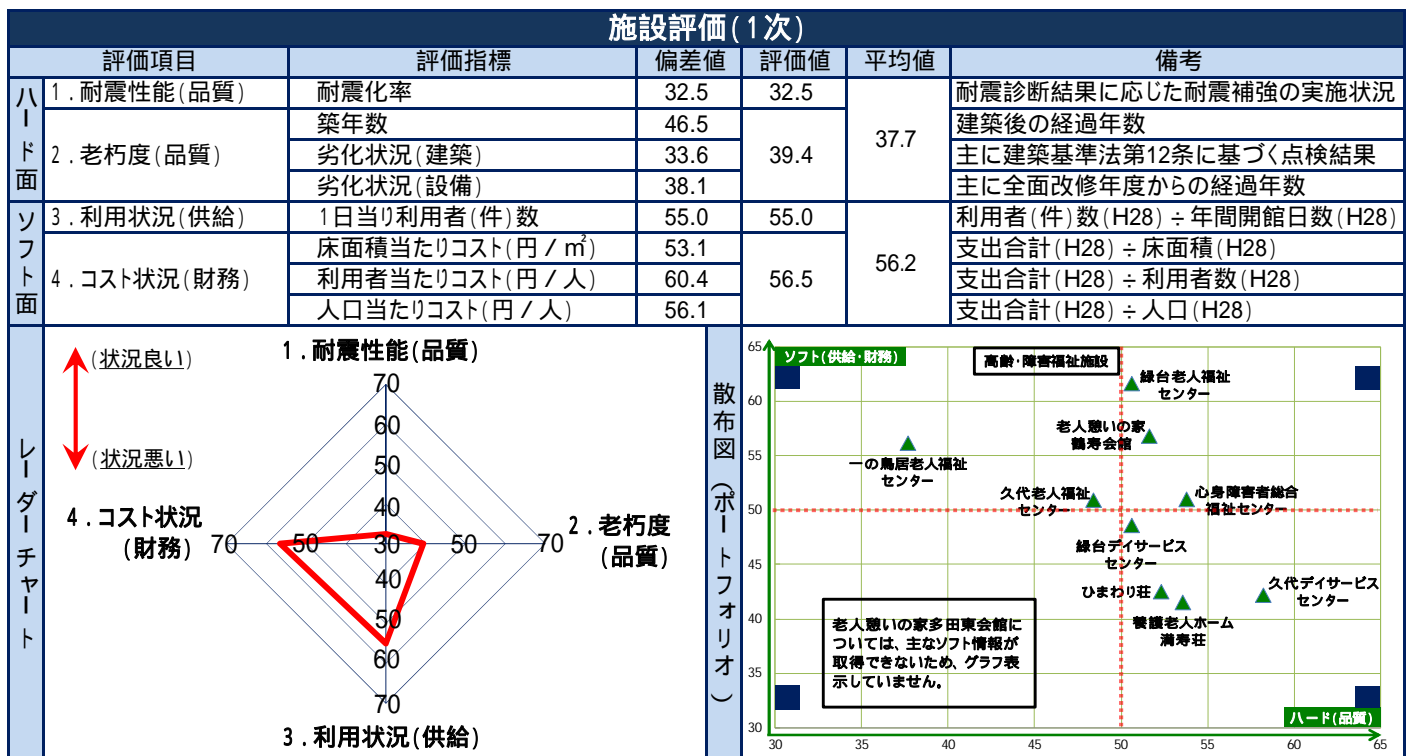 施設評価(1次)
評価項目 評価指標 偏差値 評価値 平均値 備考
ハード面
1.耐震性能(品質) 耐震化率 32.5 32.5 37.7 耐震診断結果に応じた耐震補強の実施状況
2.老朽度(品質) 築年数 46.5 39.4 建築後の経過年数
劣化状況(建築) 33.6 主に建築基準法第12条に基づく点検結果
劣化状況(設備) 38.1 主に全面改修年度からの経過年数
ソフト面
3.利用状況(供給) 1日当り利用者(件)数 55.0 55.0 56.2 利用者(件)数(H28)÷年間開館日数(H28)
4.コスト状況(財務) 床面積当たりコスト(円/㎡) 53.1 56.5 支出合計(H28)÷床面積(H28)
利用者当たりコスト(円/人) 60.4 支出合計(H28)÷利用者数(H28)
人口当たりコスト(円/人) 56.1 支出合計(H28)÷人口(H28)
レーダーチャート
(状況良い)
(状況悪い)
1.耐震性能(品質)
70
60
50
40
4.コスト状況
(財務)
70 50 30 50 70
2.老朽度
(品質)
40
50
60
70
3.利用状況(供給)
散布図(ポートフォリオ)
ソフト(供給・財務)
高齢・障害福祉施設
65
60
55
50
45
40
35
30
緑台老人福祉
センター
老人憩いの家
鶴寿会館
一の鳥居老人福祉
センター
久代老人福祉
センター
心身障害者総合
福祉センター
緑台デイサービス
センター
ひまわり荘
養護老人ホーム
満寿荘
久代デイサービス
センター
老人憩いの家多田東会館に
ついては、主なソフト情報が
取得できないため、グラフ表
示していません。
ハード(品質)
30 35 40 45 50 55 60 65